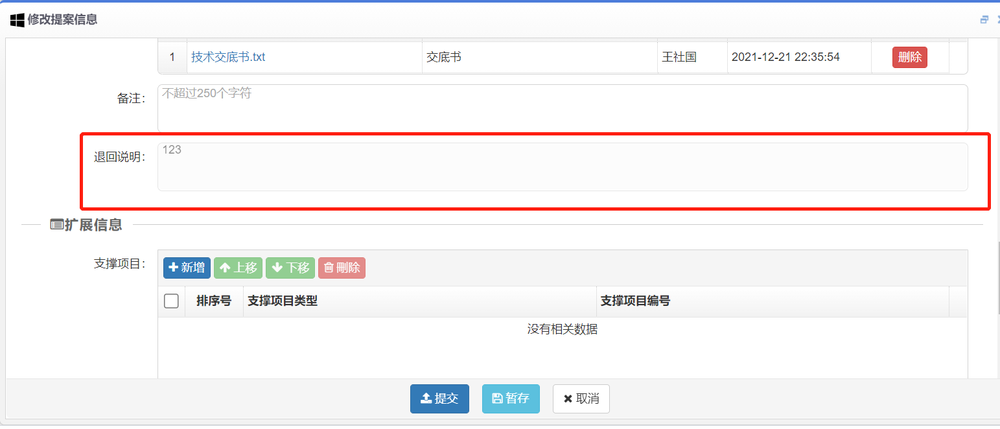 修改提案信息
1 技术交底书.txt 交底书 王社国 2021-12-21 22:35:54 删除
备注： 不超过250个字符
退回说明： 123
扩展信息
支撑项目： 新增 上移 下移 删除
排序号 支撑项目类型 支撑项目编号
没有相关数据
提交 暂存 取消